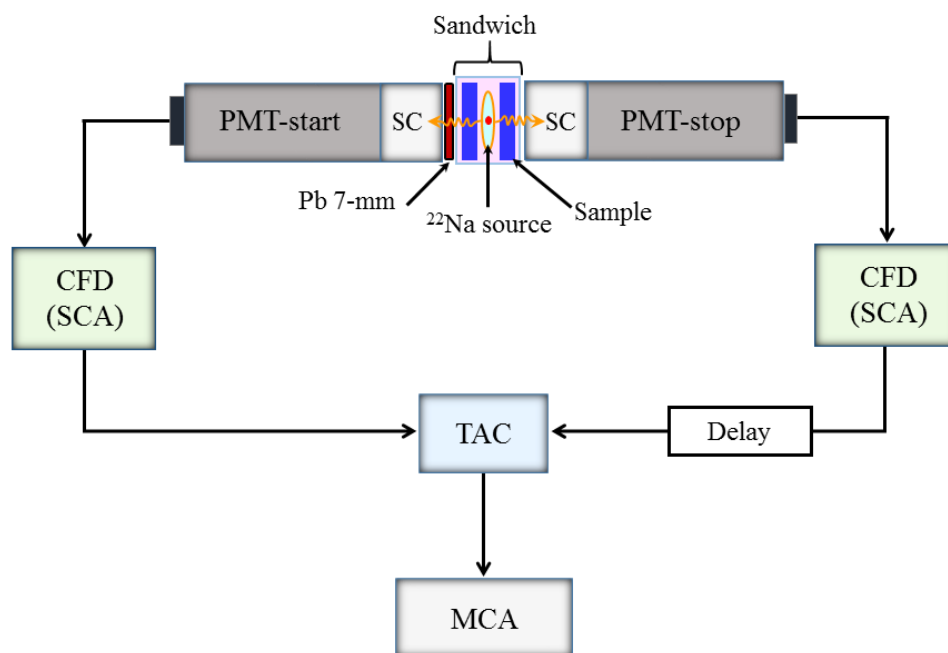 Sandwich
PMT-start
SC
SC
PMT-stop
Pb 7-mm
²²Na source
Sample
CFD
(SCA)
CFD
(SCA)
TAC
Delay
MCA